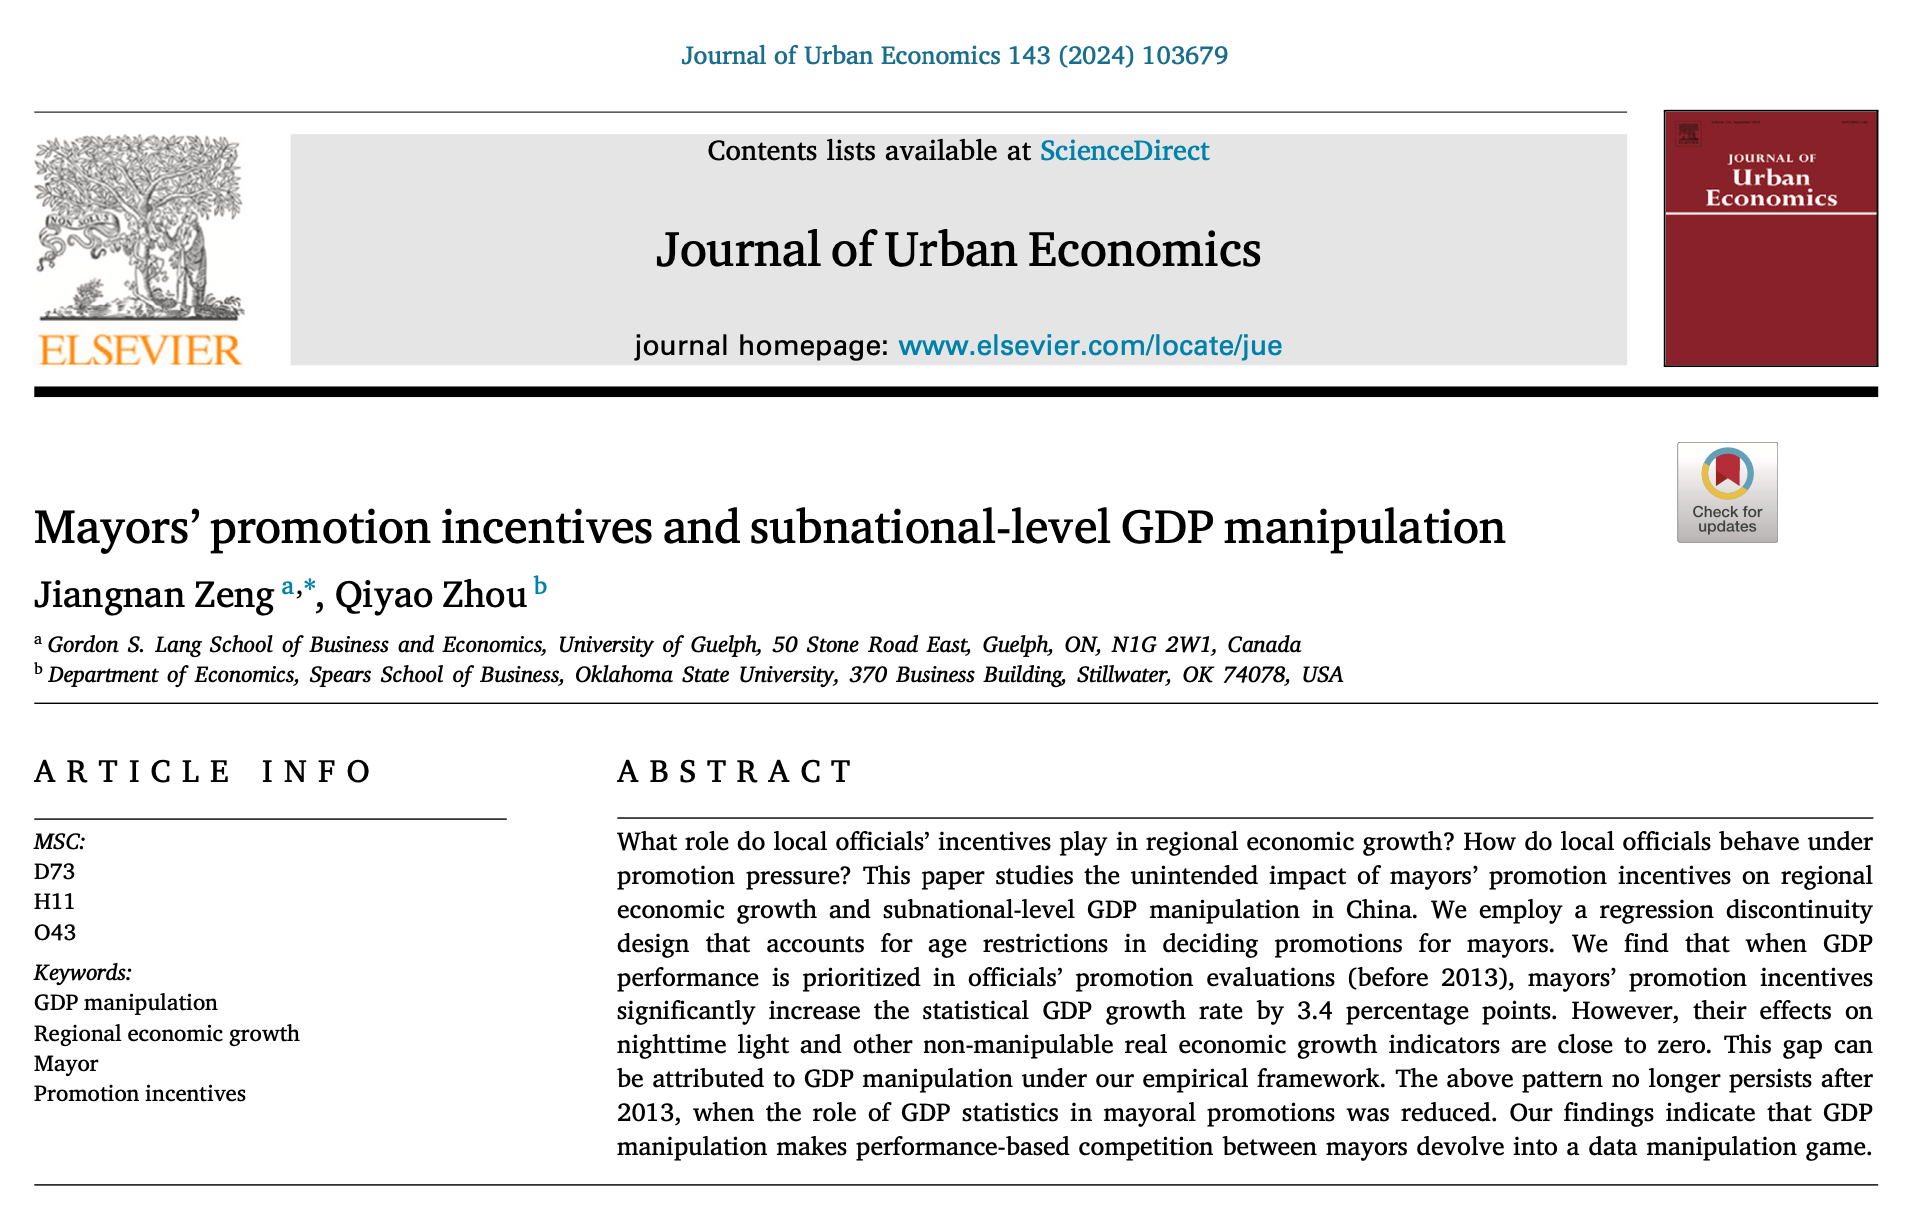 Journal of Urban Economics 143 (2024) 103679
Contents lists available at ScienceDirect
Journal of Urban Economics
journal homepage: www.elsevier.com/locate/jue
NON SOLUS
ELSEVIER
JOURNAL OF
Urban
Economics
Check for
updates
Mayors’ promotion incentives and subnational-level GDP manipulation
Jiangnan Zeng a,*, Qiyao Zhou b
a Gordon S. Lang School of Business and Economics, University of Guelph, 50 Stone Road East, Guelph, ON, N1G 2W1, Canada
b Department of Economics, Spears School of Business, Oklahoma State University, 370 Business Building, Stillwater, OK 74078, USA
ARTICLE INFO
MSC:
D73
H11
O43
Keywords:
GDP manipulation
Regional economic growth
Mayor
Promotion incentives
ABSTRACT
What role do local officials’ incentives play in regional economic growth? How do local officials behave under
promotion pressure? This paper studies the unintended impact of mayors’ promotion incentives on regional
economic growth and subnational-level GDP manipulation in China. We employ a regression discontinuity
design that accounts for age restrictions in deciding promotions for mayors. We find that when GDP
performance is prioritized in officials’ promotion evaluations (before 2013), mayors’ promotion incentives
significantly increase the statistical GDP growth rate by 3.4 percentage points. However, their effects on
nighttime light and other non-manipulable real economic growth indicators are close to zero. This gap can
be attributed to GDP manipulation under our empirical framework. The above pattern no longer persists after
2013, when the role of GDP statistics in mayoral promotions was reduced. Our findings indicate that GDP
manipulation makes performance-based competition between mayors devolve into a data manipulation game.